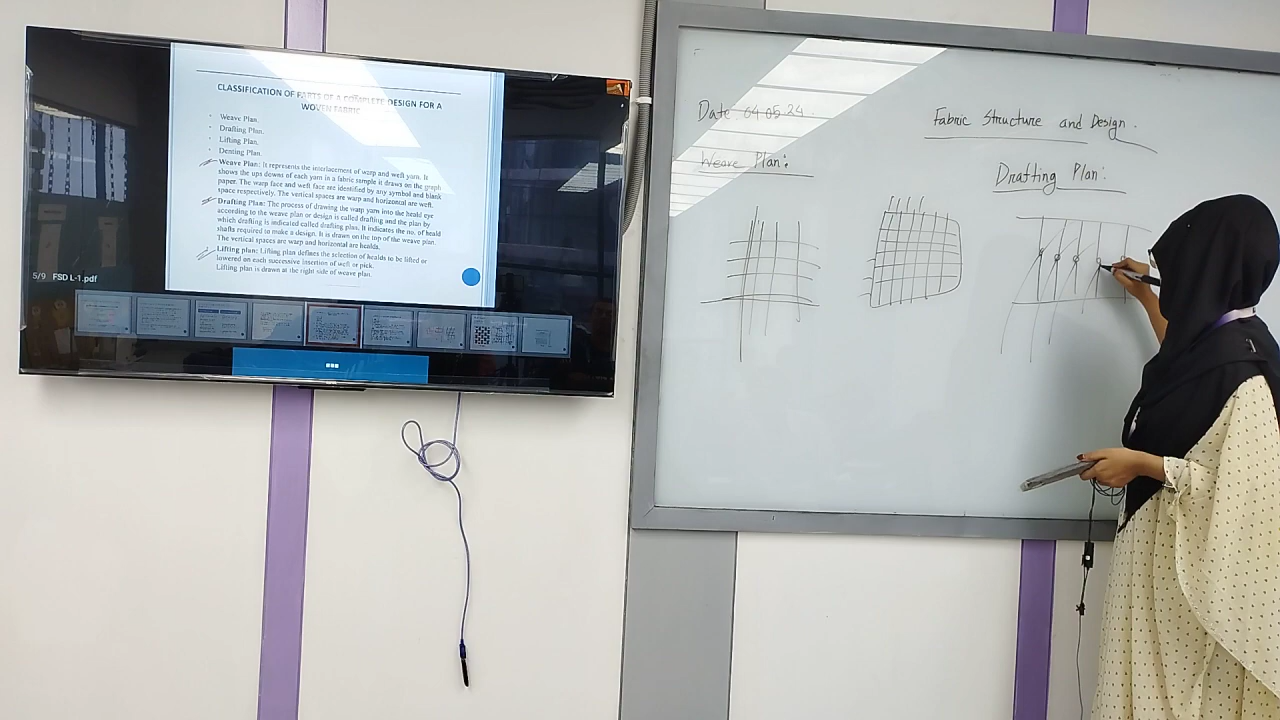 CLASSIFICATION OF PARTS OF A COMPLETE DESIGN FOR A
WOVEN FABRIC
Weave Plan.
Drafting Plan.
Lifting Plan.
Denting Plan.
Weave Plan: It represents the interlacement of warp and weft yarn. It
shows the ups downs of each yarn in a fabric sample it draws on the graph
paper. The warp face and weft face are identified by any symbol and blank
space respectively. The vertical spaces are warp and horizontal are weft.
Drafting Plan: The process of drawing the warp yarn into the heald eye
according to the weave plan or design is called drafting and the plan by
which drafting is indicated called drafting plan. It indicates the no. of heald
shafts required to make a design. It is drawn on the top of the weave plan.
The vertical spaces are warp and horizontal are healds.
Lifting plan: Lifting plan defines the selection of healds to be lifted or
lowered on each successive insertion of weft or pick.
Lifting plan is drawn at the right side of weave plan.
5/9 FSD L-1.pdf
Date: 04.05.24
Fabric Structure and Design.
Weave Plan:
Drafting Plan: